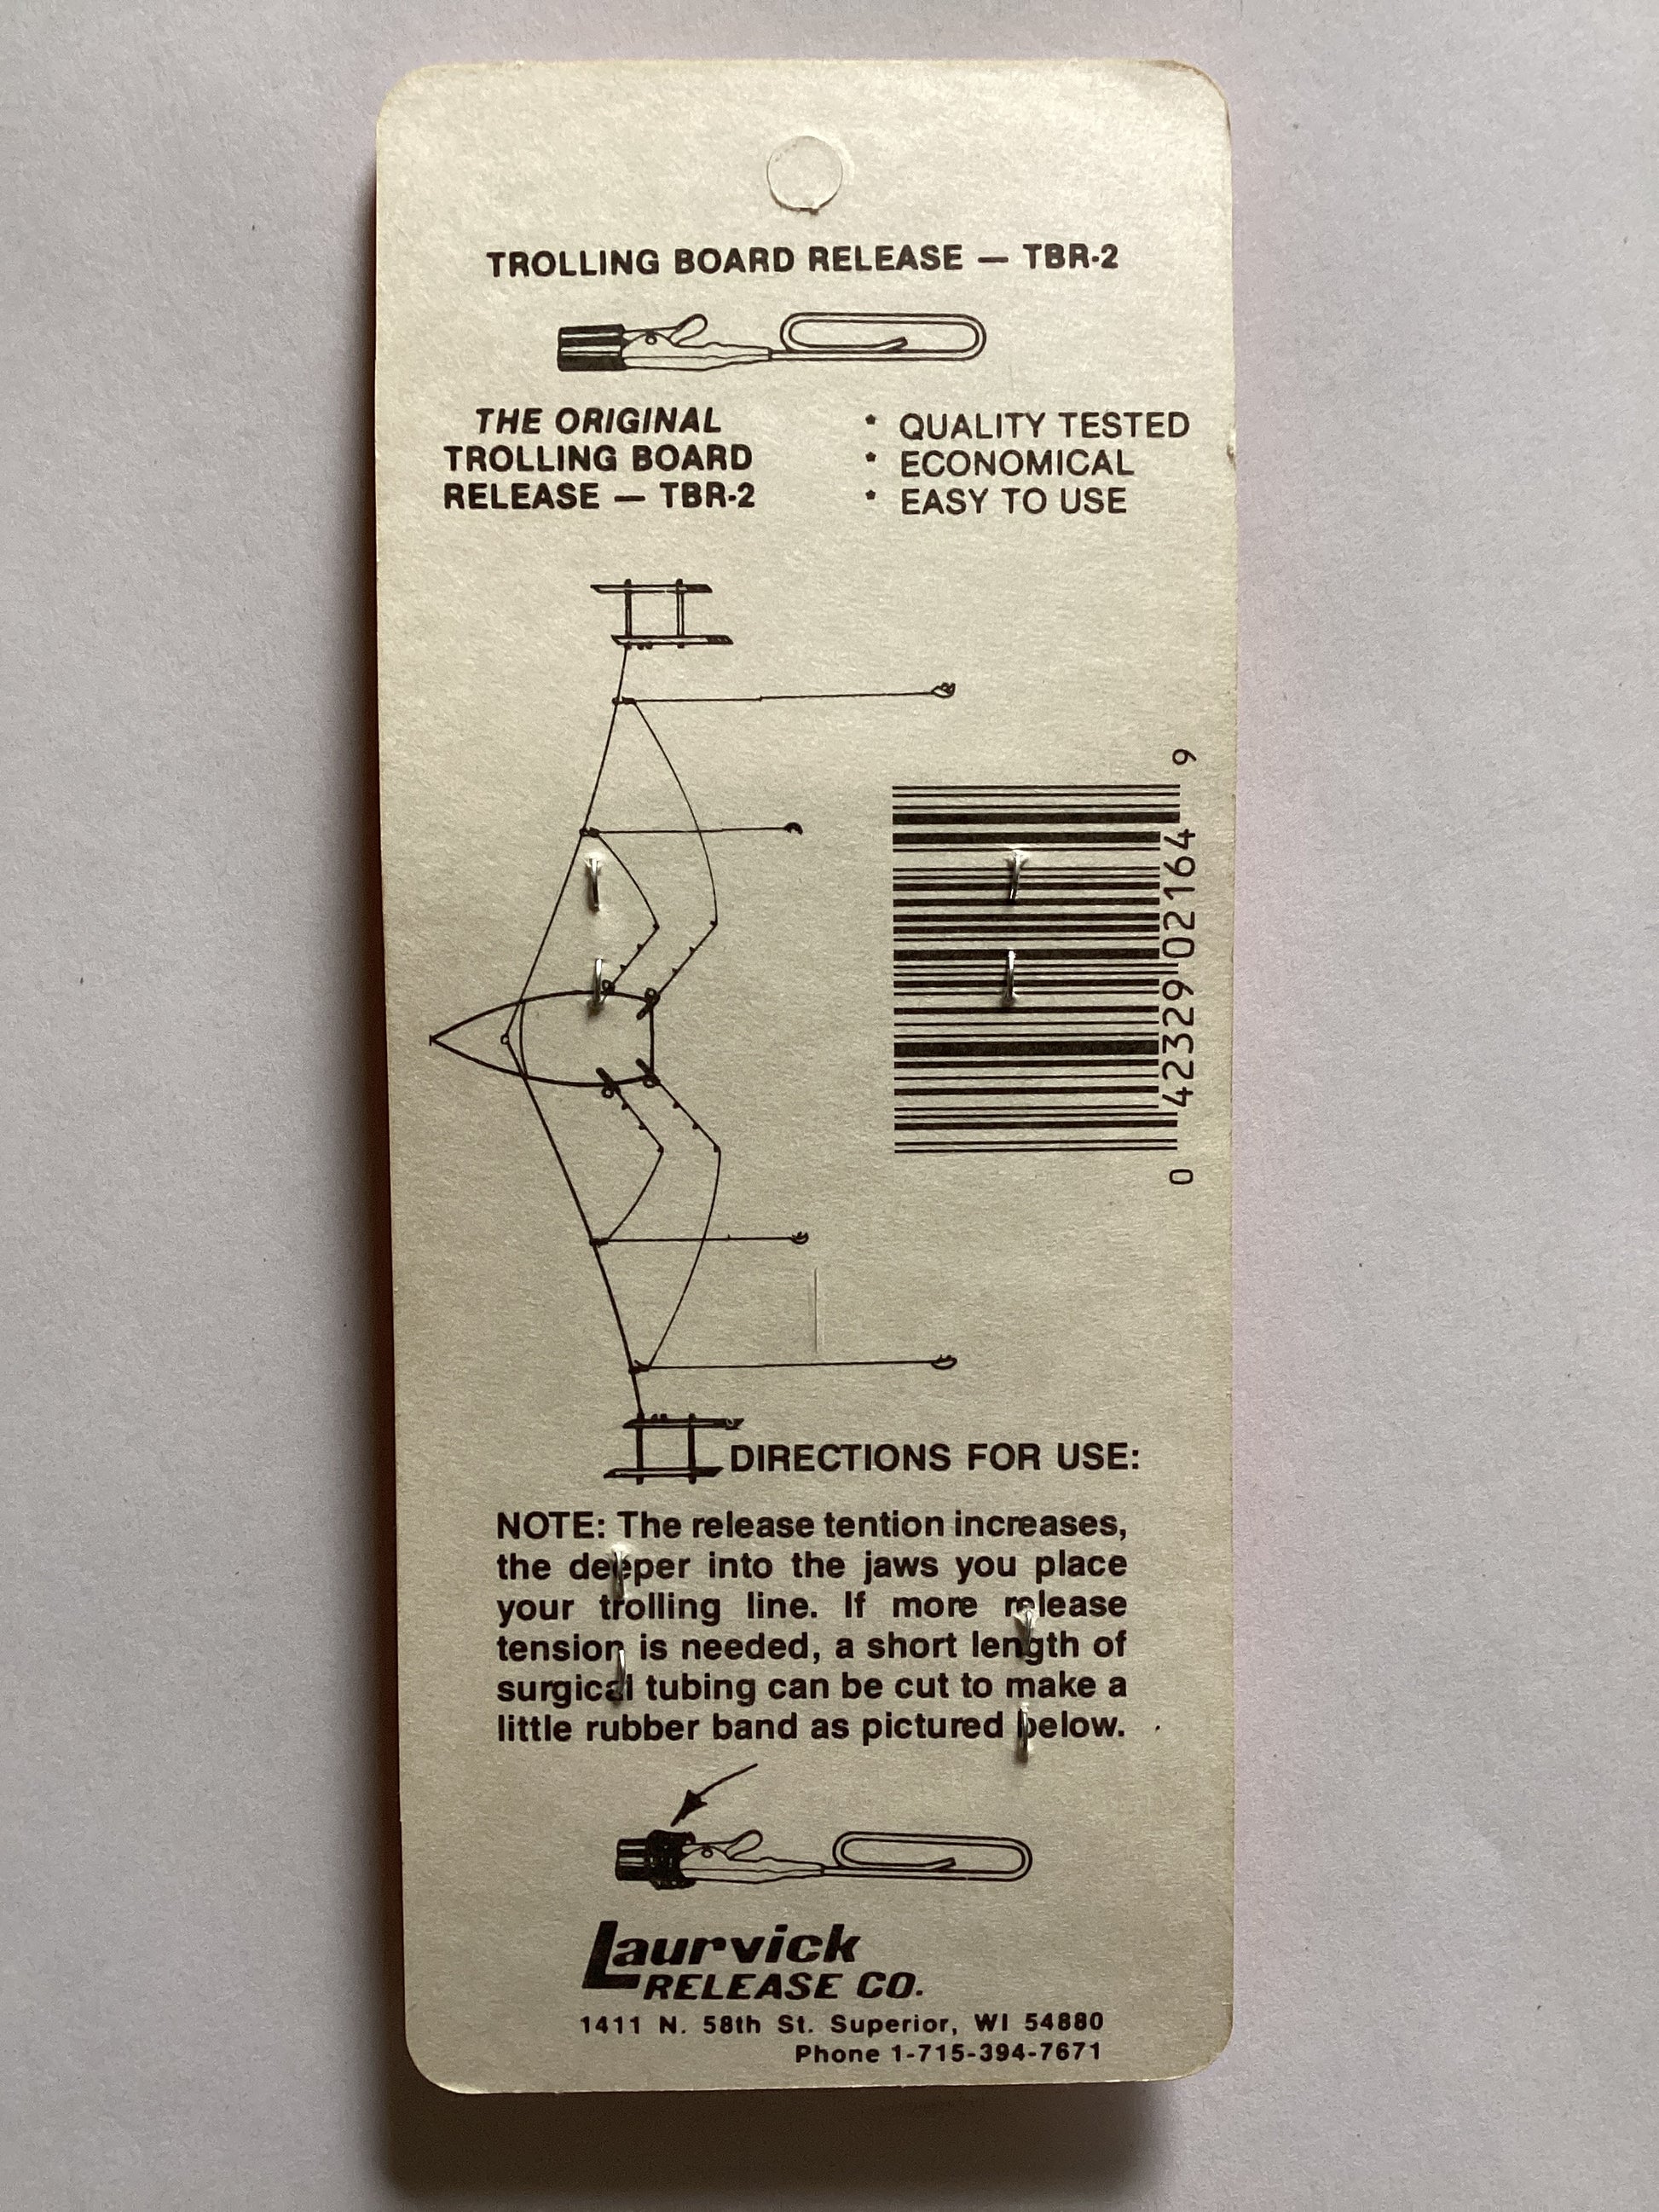 TROLLING BOARD RELEASE — TBR-2
THE ORIGINAL
TROLLING BOARD
RELEASE — TBR-2
* QUALITY TESTED
* ECONOMICAL
* EASY TO USE
0 42329 02164 9
DIRECTIONS FOR USE:
NOTE: The release tention increases,
the deeper into the jaws you place
your trolling line. If more release
tension is needed, a short length of
surgical tubing can be cut to make a
little rubber band as pictured below.
Laurvick
RELEASE CO.
1411 N. 58th St. Superior, WI 54880
Phone 1-715-394-7671